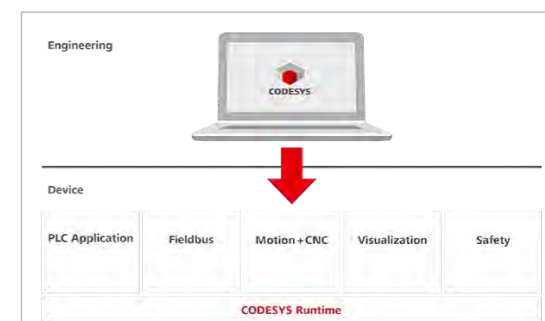 Engineering
CODESYS
Device
PLC Application
Fieldbus
Motion + CNC
Visualization
Safety
CODESYS Runtime